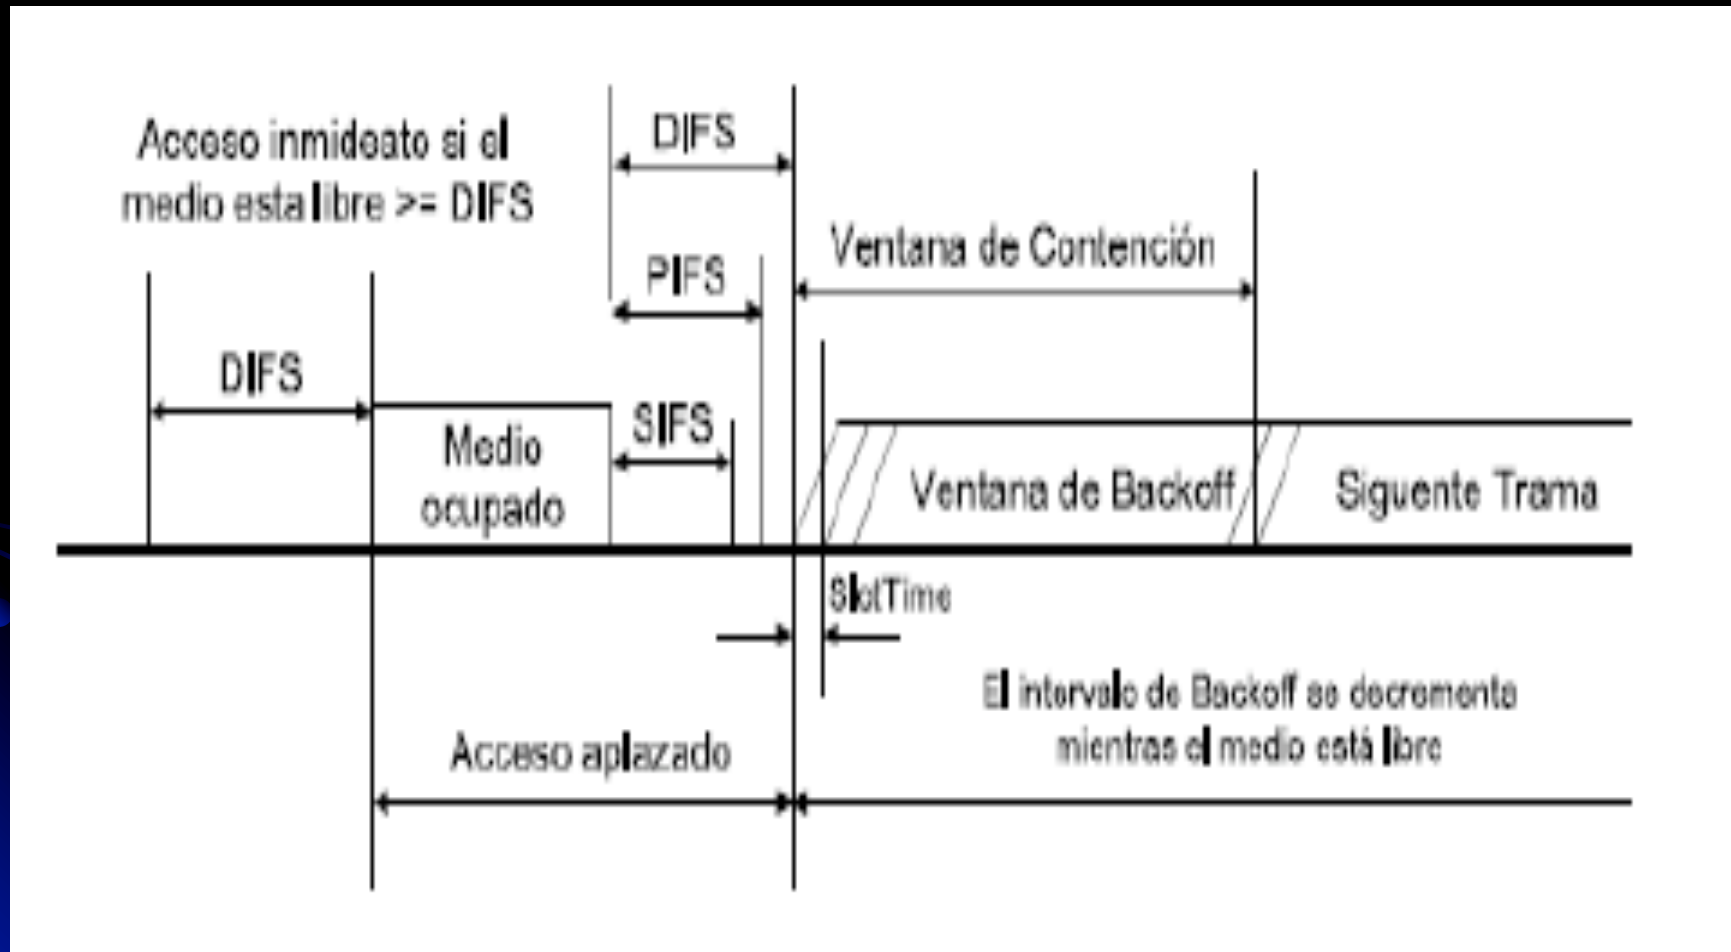 Acceso inmideato si el
medio esta libre >= DIFS
DIFS
Ventana de Contención
PIFS
DIFS
SIFS
Medio
ocupado
Ventana de Backoff
Siguente Trama
SlotTime
El intervalo de Backoff se decrementa
mientras el medio está libre
Acceso aplazado